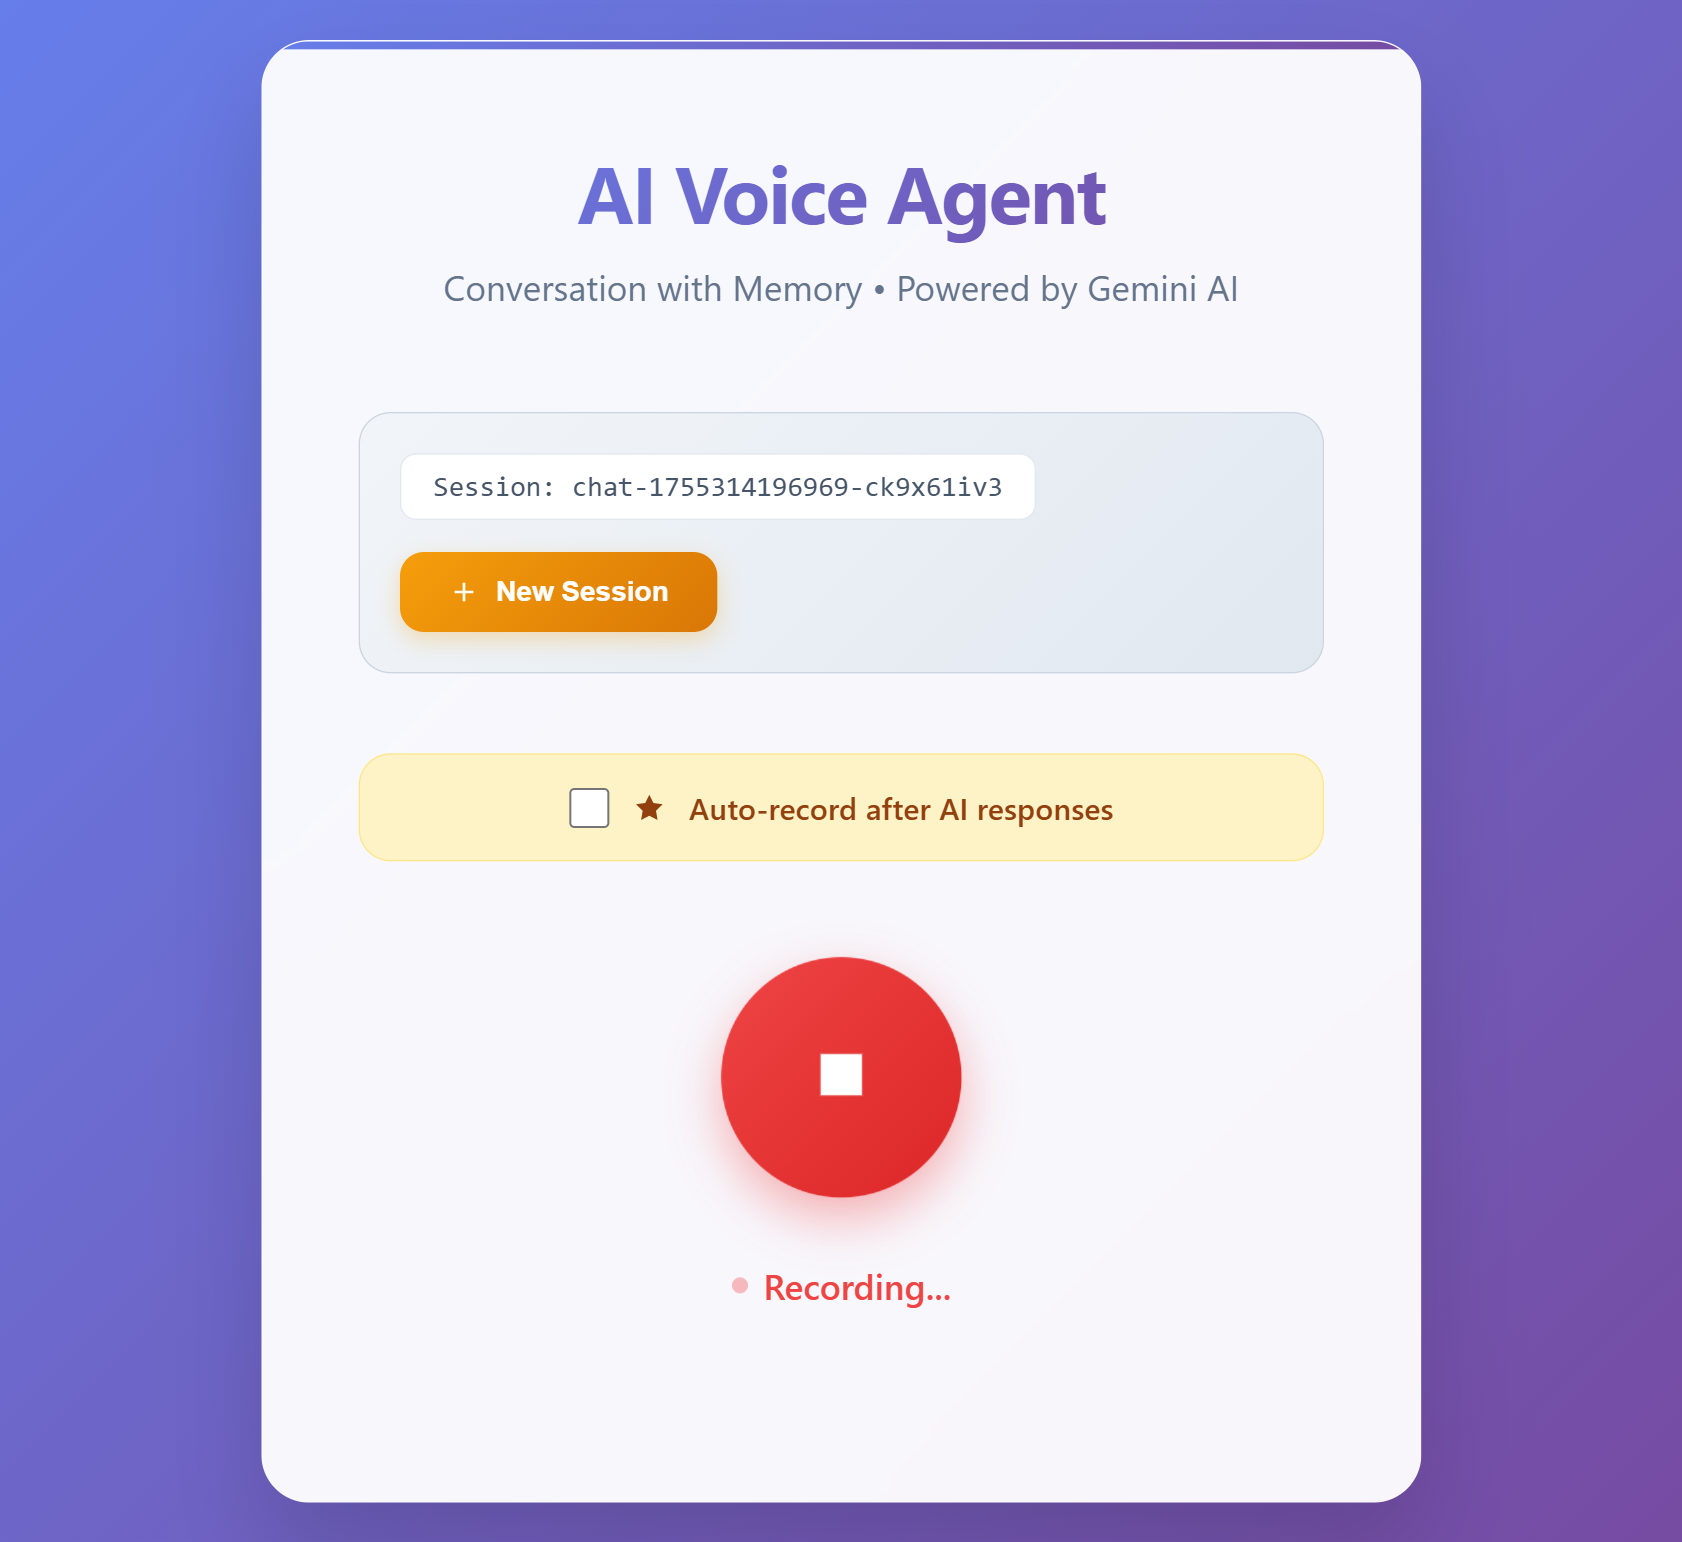 AI Voice Agent
Conversation with Memory • Powered by Gemini AI
Session: chat-1755314196969-ck9x61iv3
+ New Session
★ Auto-record after AI responses
Recording...